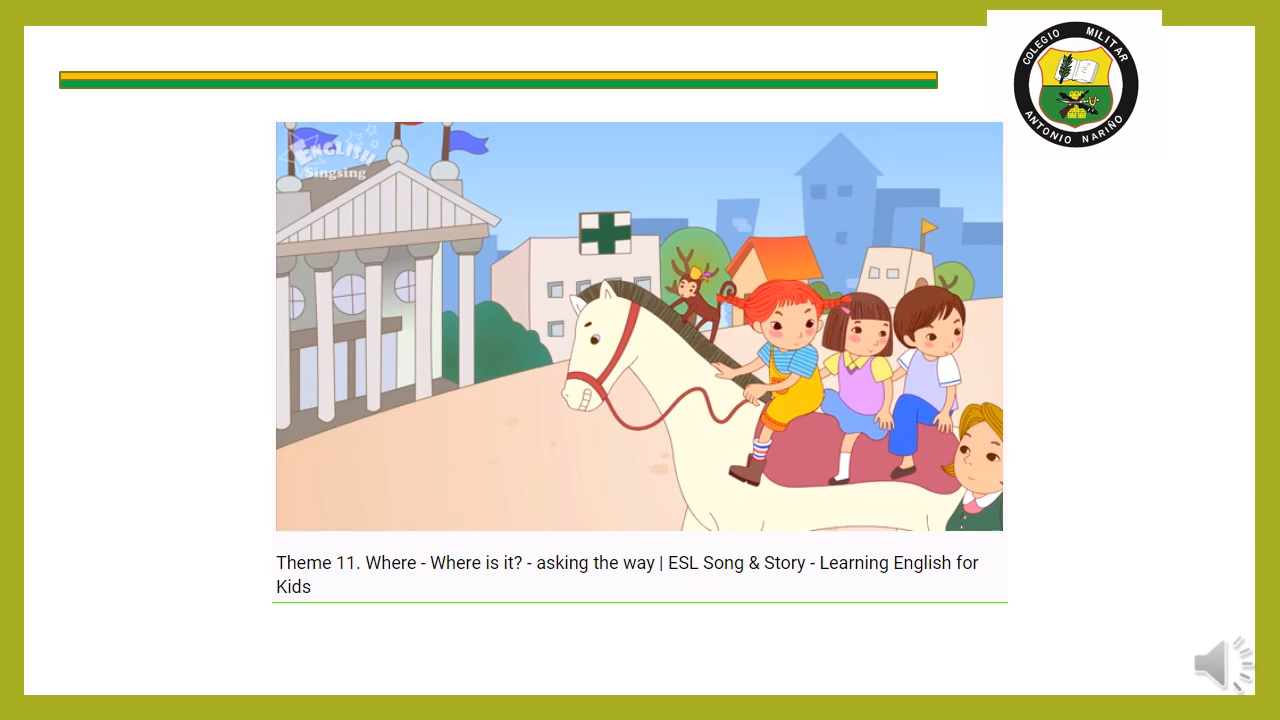 COLEGIO MILITAR
ANTONIO NARIÑO
ENGLISH
Singsing
Theme 11. Where - Where is it? - asking the way | ESL Song & Story - Learning English for
Kids